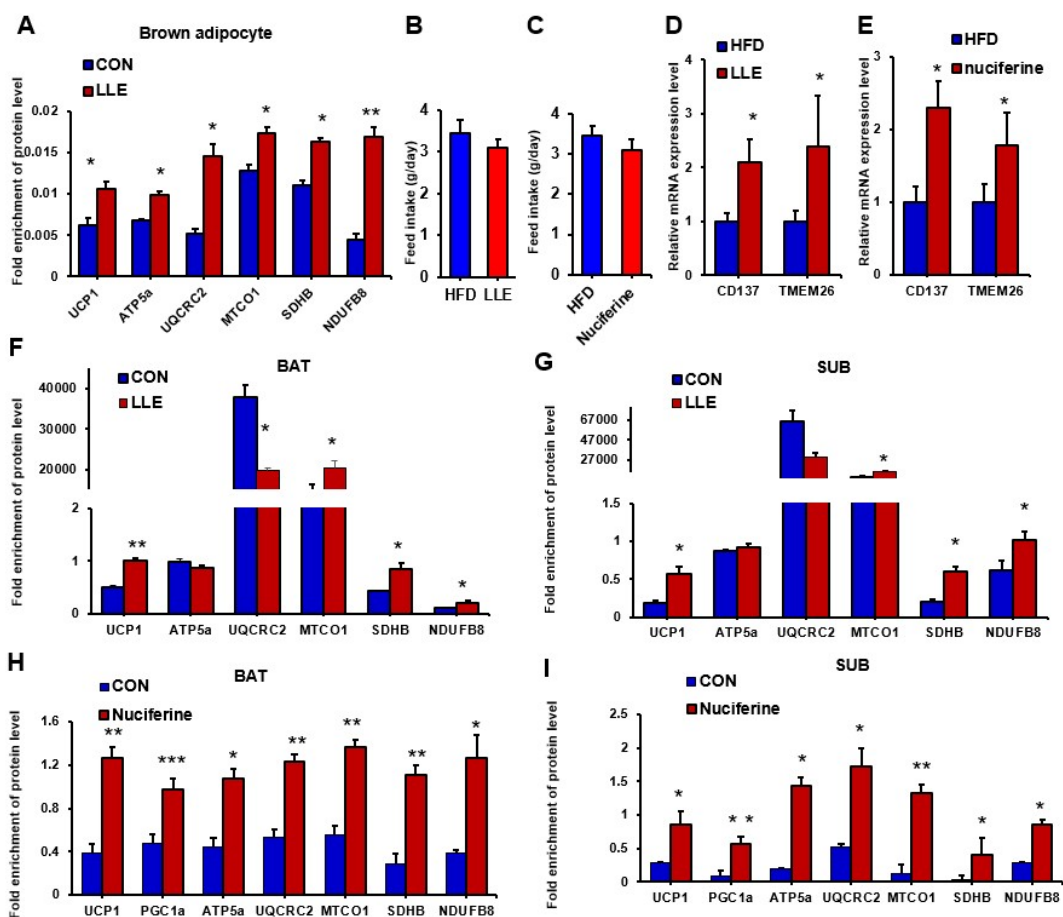 A
Brown adipocyte
CON
LLE
Fold enrichment of protein level
0.02
0.015
0.01
0.005
0
*
*
*
*
*
**
UCP1
ATP5a
UQCRC2
MTCO1
SDHB
NDUFB8
B
Feed intake (g/day)
4
3
2
1
0
HFD LLE
C
Feed intake (g/day)
4
3
2
1
0
HFD
Nuciferine
D
HFD
LLE
Relative mRNA expression level
4
3
2
1
0
*
*
CD137 TMEM26
E
HFD
nuciferine
Relative mRNA expression level
3
2
1
0
*
*
CD137 TMEM26
F
BAT
CON
LLE
Fold enrichment of protein level
40000
20000
2
1
0
**
*
*
*
*
UCP1 ATP5a UQCRC2 MTCO1 SDHB NDUFB8
G
SUB
CON
LLE
Fold enrichment of protein level
67000
47000
27000
1.5
1
0.5
0
*
*
*
*
UCP1 ATP5a UQCRC2 MTCO1 SDHB NDUFB8
H
BAT
CON
Nuciferine
Fold enrichment of protein level
1.6
1.2
0.8
0.4
0
**
***
*
**
**
**
*
UCP1 PGC1a ATP5a UQCRC2 MTCO1 SDHB NDUFB8
I
SUB
CON
Nuciferine
Fold enrichment of protein level
2.5
2
1.5
1
0.5
0
*
* *
*
*
**
*
*
UCP1 PGC1a ATP5a UQCRC2 MTCO1 SDHB NDUFB8